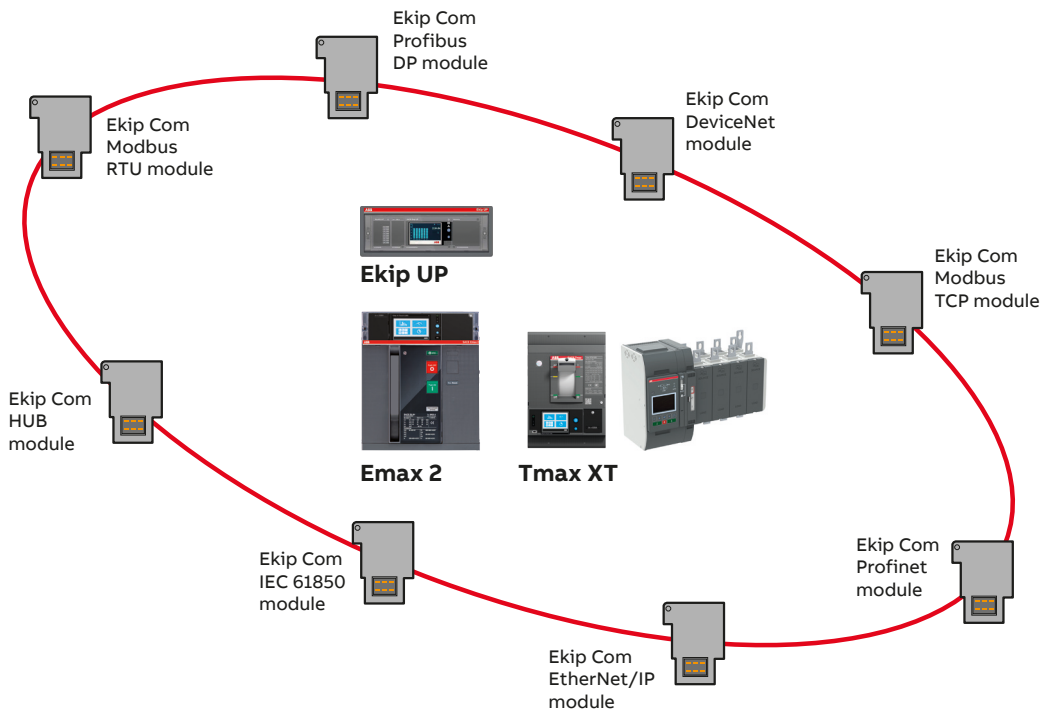 Ekip Com
Profibus
DP module
Ekip Com
DeviceNet
module
Ekip Com
Modbus
RTU module
Ekip UP
Ekip Com
Modbus
TCP module
Ekip Com
HUB
module
Emax 2
Tmax XT
Ekip Com
IEC 61850
module
Ekip Com
Profinet
module
Ekip Com
EtherNet/IP
module